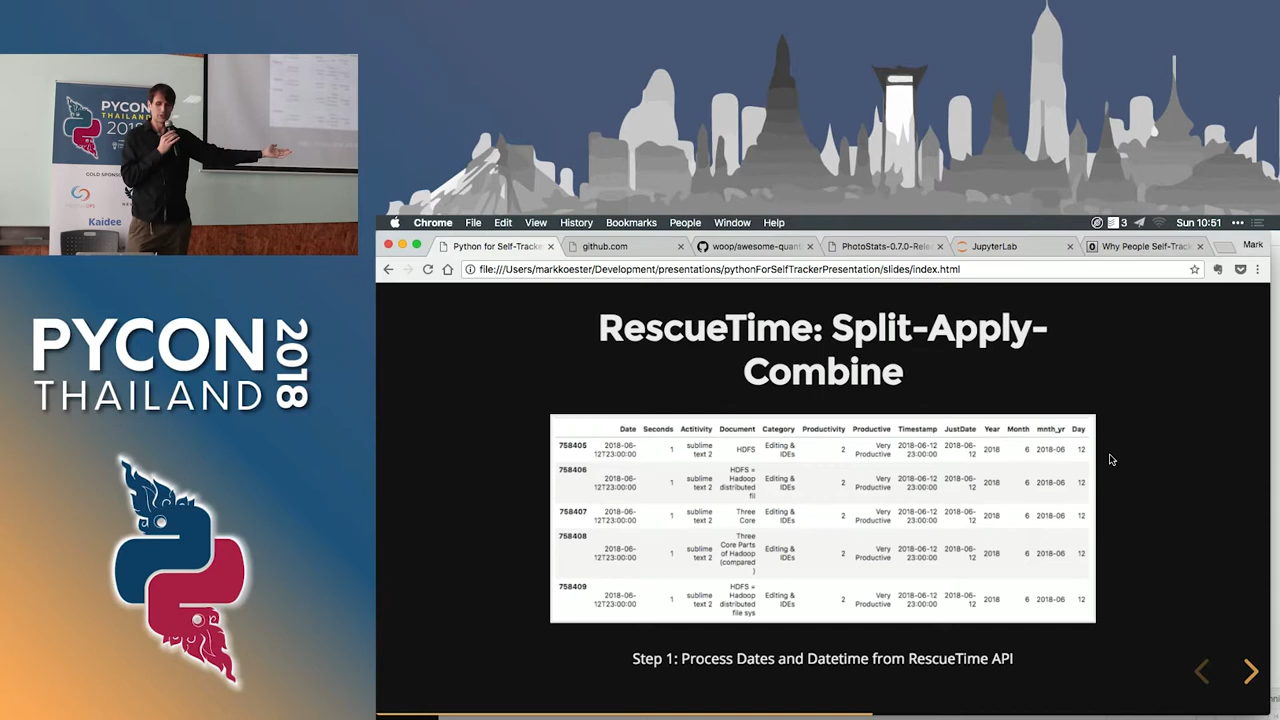 PYCON
THAILAND
2018
GOLD SPONSO
Kaidee
PYCON 2018
THAILAND
Chrome File Edit View History Bookmarks People Window Help
3 Sun 10:51
Python for Self-Tracke
github.com
woop/awesome-quant
PhotoStats-0.7.0-Rele
JupyterLab
Why People Self-Track
Mark
file:///Users/markkoester/Development/presentations/pythonForSelfTrackerPresentation/slides/index.html
RescueTime: Split-Apply-
Combine
Date Seconds Actitivity Document Category Productivity Productive Timestamp JustDate Year Month mnth_yr Day
758405 2018-06-12T23:00:00 1 sublime text 2 HDFS Editing & IDEs 2 Very Productive 2018-06-12 23:00:00 2018-06-12 2018 6 2018-06 12
758406 2018-06-12T23:00:00 1 sublime text 2 HDFS = Hadoop distributed fil Editing & IDEs 2 Very Productive 2018-06-12 23:00:00 2018-06-12 2018 6 2018-06 12
758407 2018-06-12T23:00:00 1 sublime text 2 Three Core Editing & IDEs 2 Very Productive 2018-06-12 23:00:00 2018-06-12 2018 6 2018-06 12
758408 2018-06-12T23:00:00 1 sublime text 2 Three Core Parts of Hadoop (compared ) Editing & IDEs 2 Very Productive 2018-06-12 23:00:00 2018-06-12 2018 6 2018-06 12
758409 2018-06-12T23:00:00 1 sublime text 2 HDFS = Hadoop distributed file sys Editing & IDEs 2 Very Productive 2018-06-12 23:00:00 2018-06-12 2018 6 2018-06 12
Step 1: Process Dates and Datetime from RescueTime API